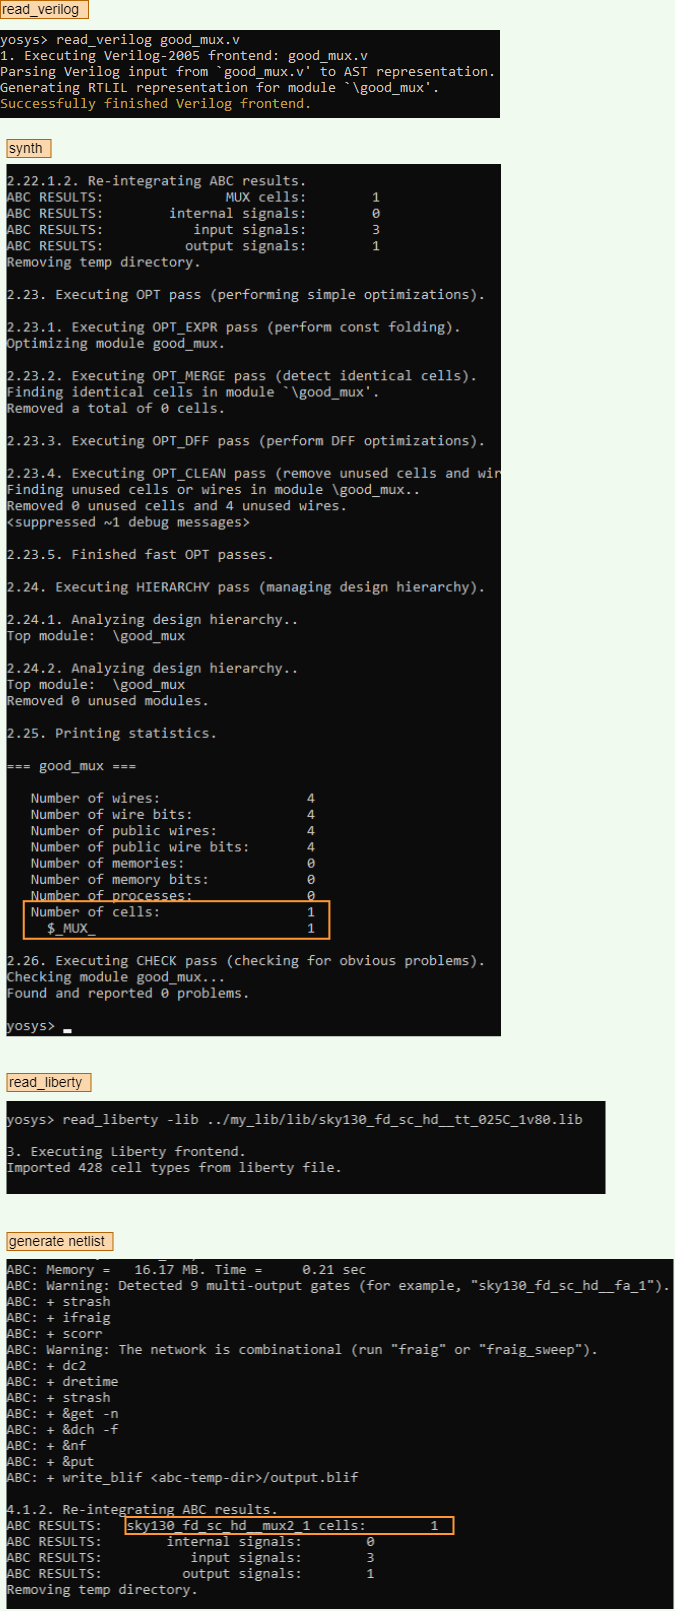 read_verilog
yosys> read_verilog good_mux.v
1. Executing Verilog-2005 frontend: good_mux.v
Parsing Verilog input from `good_mux.v' to AST representation.
Generating RTLIL representation for module `\good_mux'.
Successfully finished Verilog frontend.
synth
2.22.1.2. Re-integrating ABC results.
ABC RESULTS:               MUX cells:        1
ABC RESULTS:        internal signals:        0
ABC RESULTS:           input signals:        3
ABC RESULTS:          output signals:        1
Removing temp directory.
2.23. Executing OPT pass (performing simple optimizations).
2.23.1. Executing OPT_EXPR pass (perform const folding).
Optimizing module good_mux.
2.23.2. Executing OPT_MERGE pass (detect identical cells).
Finding identical cells in module `\good_mux'.
Removed a total of 0 cells.
2.23.3. Executing OPT_DFF pass (perform DFF optimizations).
2.23.4. Executing OPT_CLEAN pass (remove unused cells and wir
Finding unused cells or wires in module \good_mux..
Removed 0 unused cells and 4 unused wires.
<suppressed ~1 debug messages>
2.23.5. Finished fast OPT passes.
2.24. Executing HIERARCHY pass (managing design hierarchy).
2.24.1. Analyzing design hierarchy..
Top module:  \good_mux
2.24.2. Analyzing design hierarchy..
Top module:  \good_mux
Removed 0 unused modules.
2.25. Printing statistics.
=== good_mux ===
Number of wires:                  4
Number of wire bits:              4
Number of public wires:           4
Number of public wire bits:       4
Number of memories:               0
Number of memory bits:            0
Number of processes:              0
Number of cells:                  1
$_MUX_                          1
2.26. Executing CHECK pass (checking for obvious problems).
Checking module good_mux...
Found and reported 0 problems.
yosys>
read_liberty
yosys> read_liberty -lib ../my_lib/lib/sky130_fd_sc_hd__tt_025C_1v80.lib
3. Executing Liberty frontend.
Imported 428 cell types from liberty file.
generate netlist
ABC: Memory =   16.17 MB. Time =     0.21 sec
ABC: Warning: Detected 9 multi-output gates (for example, "sky130_fd_sc_hd__fa_1").
ABC: + strash
ABC: + ifraig
ABC: + scorr
ABC: Warning: The network is combinational (run "fraig" or "fraig_sweep").
ABC: + dc2
ABC: + dretime
ABC: + strash
ABC: + &get -n
ABC: + &dch -f
ABC: + &nf
ABC: + &put
ABC: + write_blif <abc-temp-dir>/output.blif
4.1.2. Re-integrating ABC results.
ABC RESULTS:   sky130_fd_sc_hd__mux2_1 cells:        1
ABC RESULTS:        internal signals:        0
ABC RESULTS:           input signals:        3
ABC RESULTS:          output signals:        1
Removing temp directory.